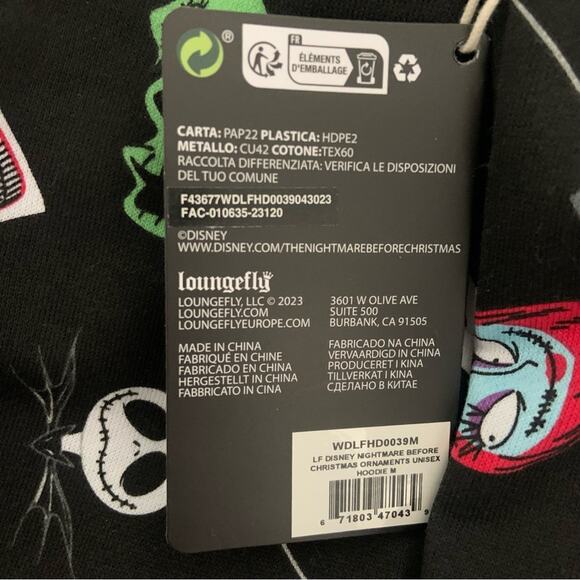 ®
FR
ÉLÉMENTS
D'EMBALLAGE
CARTA: PAP22 PLASTICA: HDPE2
METALLO: CU42 COTONE:TEX60
RACCOLTA DIFFERENZIATA: VERIFICA LE DISPOSIZIONI
DEL TUO COMUNE
F43677WDLFHD0039043023
FAC-010635-23120
©DISNEY
WWW.DISNEY.COM/THENIGHTMAREBEFORECHRISTMAS
loungefly
LOUNGEFLY, LLC © 2023
LOUNGEFLY.COM
LOUNGEFLYEUROPE.COM
3601 W OLIVE AVE
SUITE 500
BURBANK, CA 91505
MADE IN CHINA
FABRIQUÉ EN CHINE
FABRICADO EN CHINA
HERGESTELLT IN CHINA
FABBRICATO IN CINA
FABRICADO NA CHINA
VERVAARDIGD IN CHINA
PRODUCERET I KINA
TILLVERKAT I KINA
СДЕЛАНО В КИТАЕ
WDLFHD0039M
LF DISNEY NIGHTMARE BEFORE
CHRISTMAS ORNAMENTS UNISEX
HOODIE M
6 71803 47043